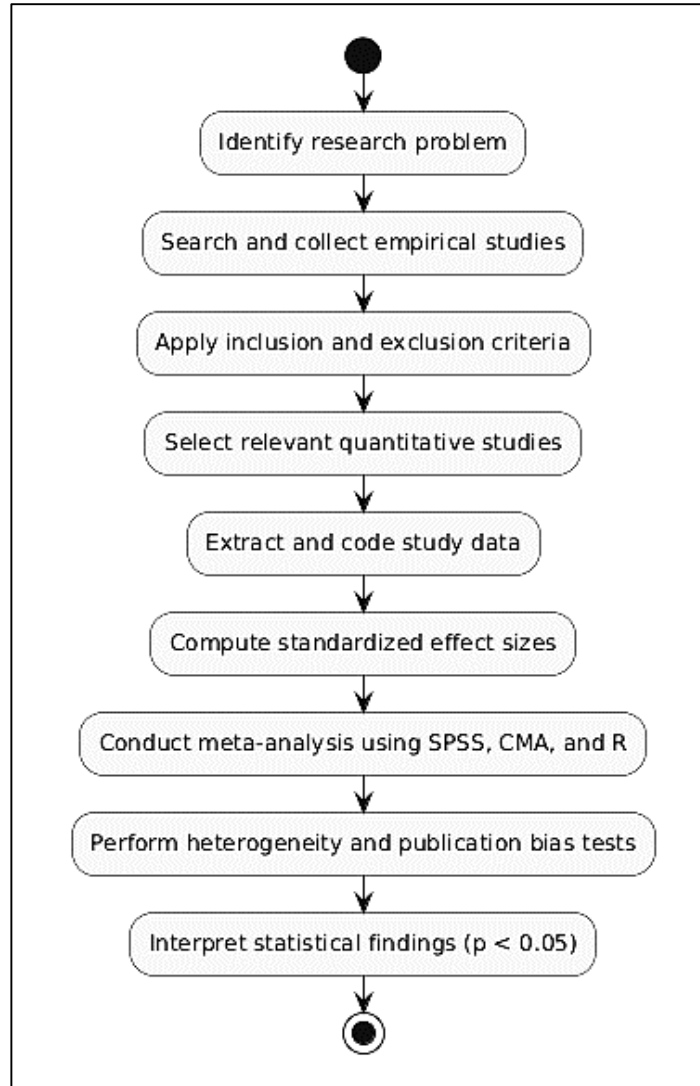 Identify research problem
Search and collect empirical studies
Apply inclusion and exclusion criteria
Select relevant quantitative studies
Extract and code study data
Compute standardized effect sizes
Conduct meta-analysis using SPSS, CMA, and R
Perform heterogeneity and publication bias tests
Interpret statistical findings (p < 0.05)